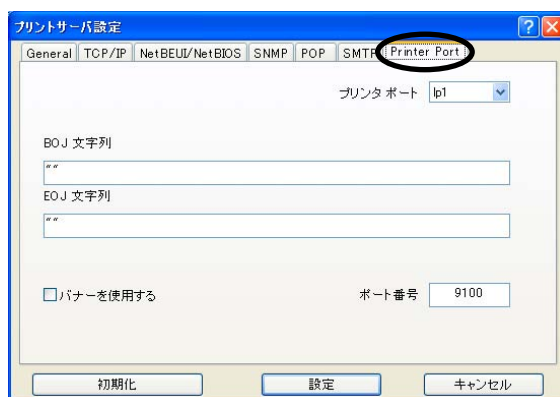 プリントサーバ設定
General TCP/IP NetBEUI/NetBIOS SNMP POP SMTP Printer Port
プリンタ ポート lp1
BOJ 文字列
""
EOJ 文字列
""
バナーを使用する ポート番号 9100
初期化 設定 キャンセル